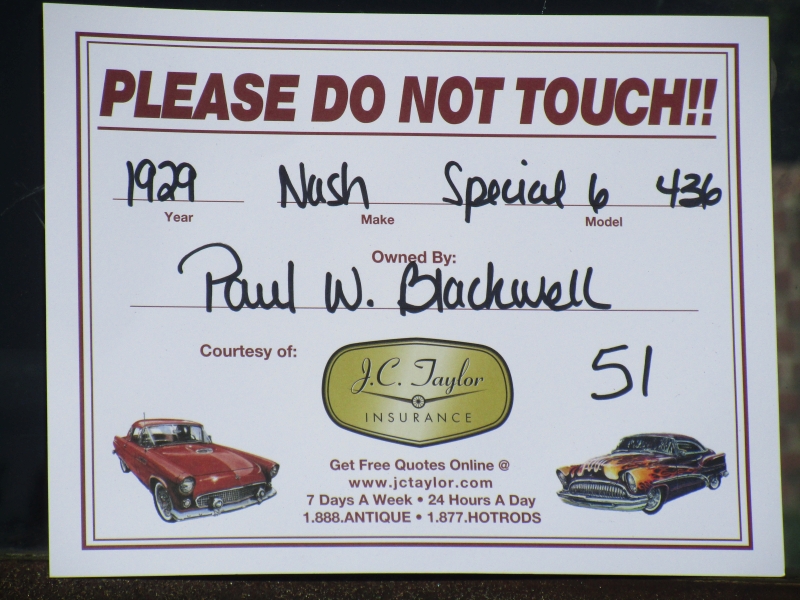 PLEASE DO NOT TOUCH!!
1929 Nash Special 6 436
Year Make Model
Owned By:
Paul W. Blackwell
Courtesy of:
J.C. Taylor
INSURANCE
51
Get Free Quotes Online @
www.jctaylor.com
7 Days A Week • 24 Hours A Day
1.888.ANTIQUE • 1.877.HOTRODS